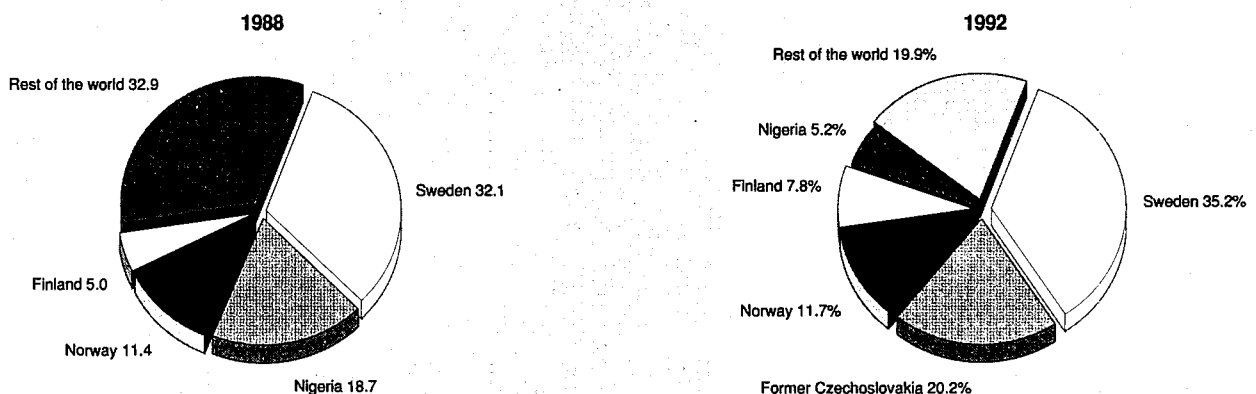 1988
Rest of the world 32.9
Sweden 32.1
Finland 5.0
Norway 11.4
Nigeria 18.7
1992
Rest of the world 19.9%
Nigeria 5.2%
Finland 7.8%
Sweden 35.2%
Norway 11.7%
Former Czechoslovakia 20.2%